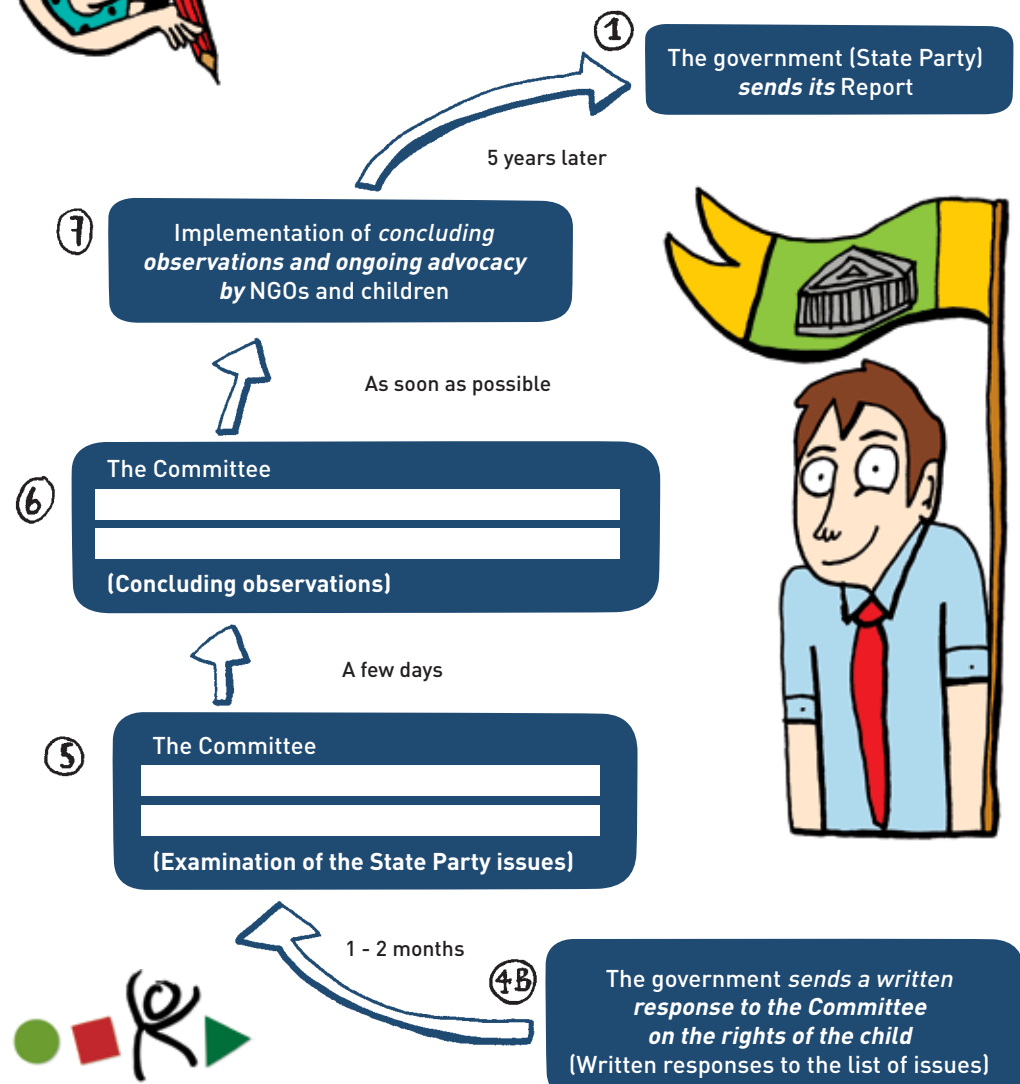 1
The government (State Party)
sends its Report
5 years later
7
Implementation of concluding
observations and ongoing advocacy
by NGOs and children
As soon as possible
6
The Committee
(Concluding observations)
A few days
5
The Committee
(Examination of the State Party issues)
1 - 2 months
4B
The government sends a written
response to the Committee
on the rights of the child
(Written responses to the list of issues)